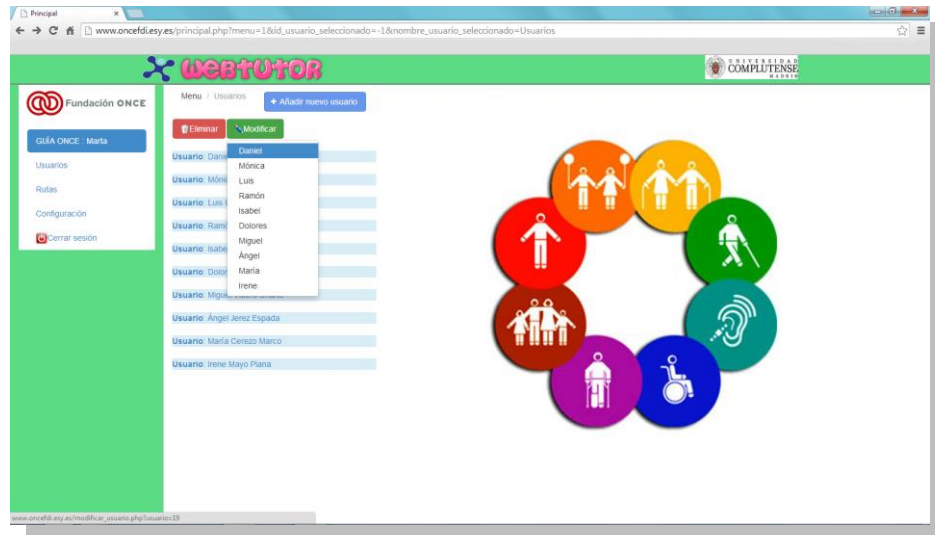 Principal
www.oncefdi.esy.es/principal.php?menu=1&id_usuario_seleccionado=-1&nombre_usuario_seleccionado=Usuarios
WEBTUTOR
UNIVERSIDAD
COMPLUTENSE
MADRID
Fundación ONCE
Menu / Usuarios
+ Añadir nuevo usuario
Eliminar
Modificar
GUÍA ONCE : Marta
Usuarios
Rutas
Configuración
Cerrar sesión
Daniel
Mónica
Luis
Ramón
Isabel
Dolores
Miguel
Ángel
María
Irene
Usuario: Danie
Usuario: Móni
Usuario: Luis
Usuario: Ramó
Usuario: Isabe
Usuario: Dolor
Usuario: Migue
Usuario: Ángel Jerez Espada
Usuario: María Cerezo Marco
Usuario: Irene Mayo Plana
www.oncefdi.esy.es/modificar_usuario.php?usuario=19